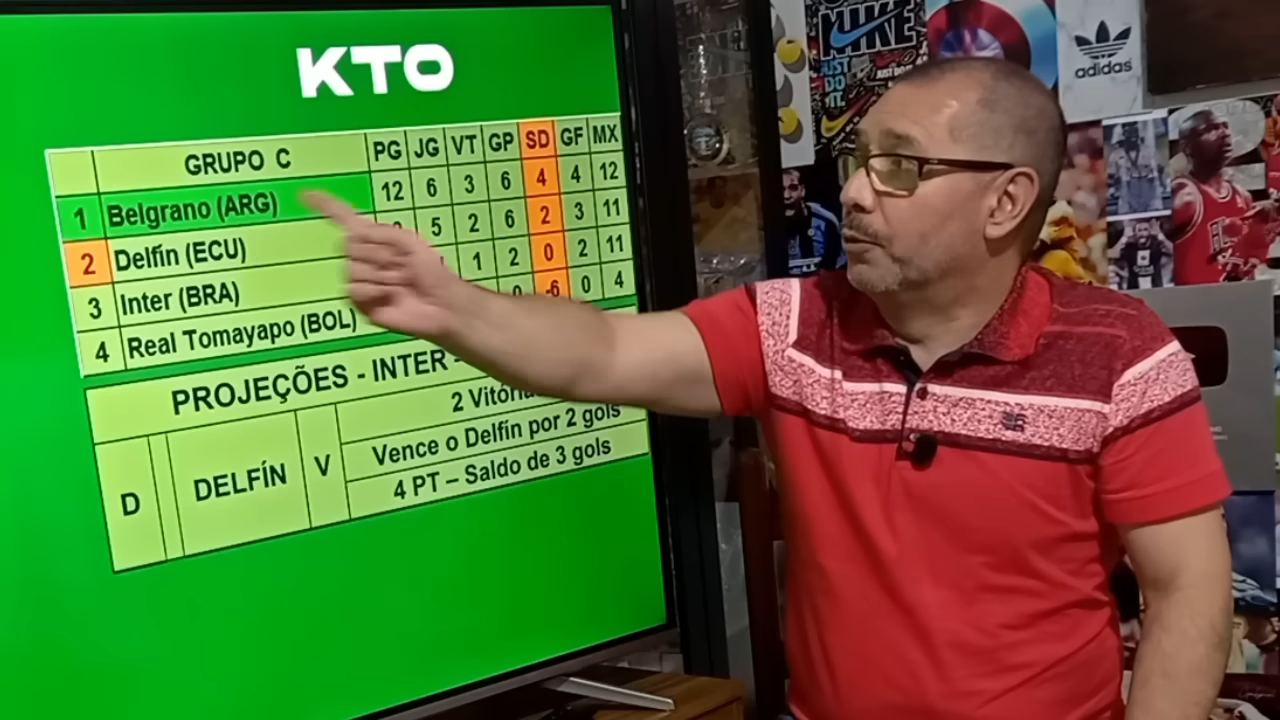 KTO
GRUPO C PG JG VT GP SD GF MX
1 Belgrano (ARG) 12 6 3 6 4 4 12
2 Delfín (ECU) 5 2 6 2 3 11
3 Inter (BRA) 1 2 0 2 11
4 Real Tomayapo (BOL) -6 0 4
PROJEÇÕES - INTER -
D DELFÍN V
2 Vitória
Vence o Delfín por 2 gols
4 PT – Saldo de 3 gols
NIKE
JUST DO IT.
adidas